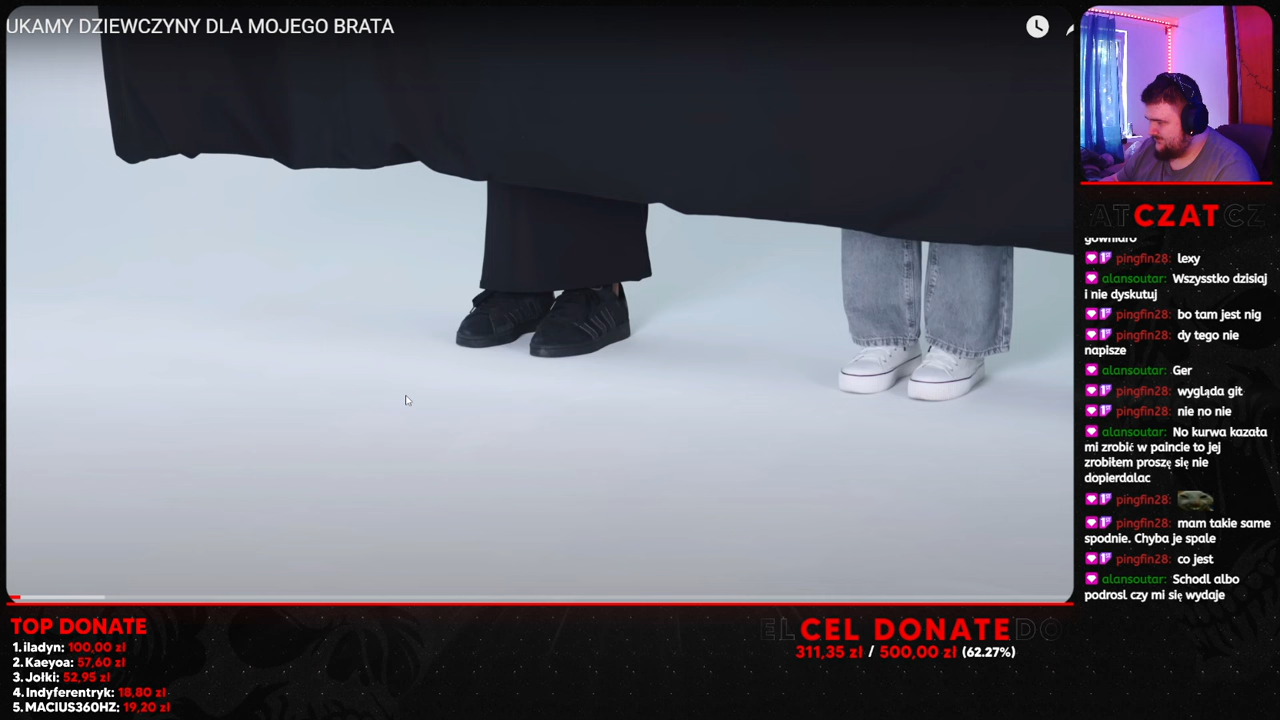 UKAMY DZIEWCZYNY DLA MOJEGO BRATA
CZAT
gówniaro
pingfin28: lexy
alansoutar: Wszysstko dzisiaj
i nie dyskutuj
pingfin28: bo tam jest nig
pingfin28: dy tego nie
napisze
alansoutar: Ger
pingfin28: wygląda git
pingfin28: nie no nie
alansoutar: No kurwa kazała
mi zrobić w paincie to jej
zrobiłem proszę się nie
dopierdalac
pingfin28:
pingfin28: mam takie same
spodnie. Chyba je spale
pingfin28: co jest
alansoutar: Schodl albo
podrosl czy mi się wydaje
TOP DONATE
1. iladyn: 100,00 zł
2. Kaeyoa: 57,60 zł
3. Jołki: 52,95 zł
4. Indyferentryk: 18,80 zł
5. MACIUS360HZ: 19,20 zł
EL CEL DONATE DO
311,35 zł / 500,00 zł (62.27%)